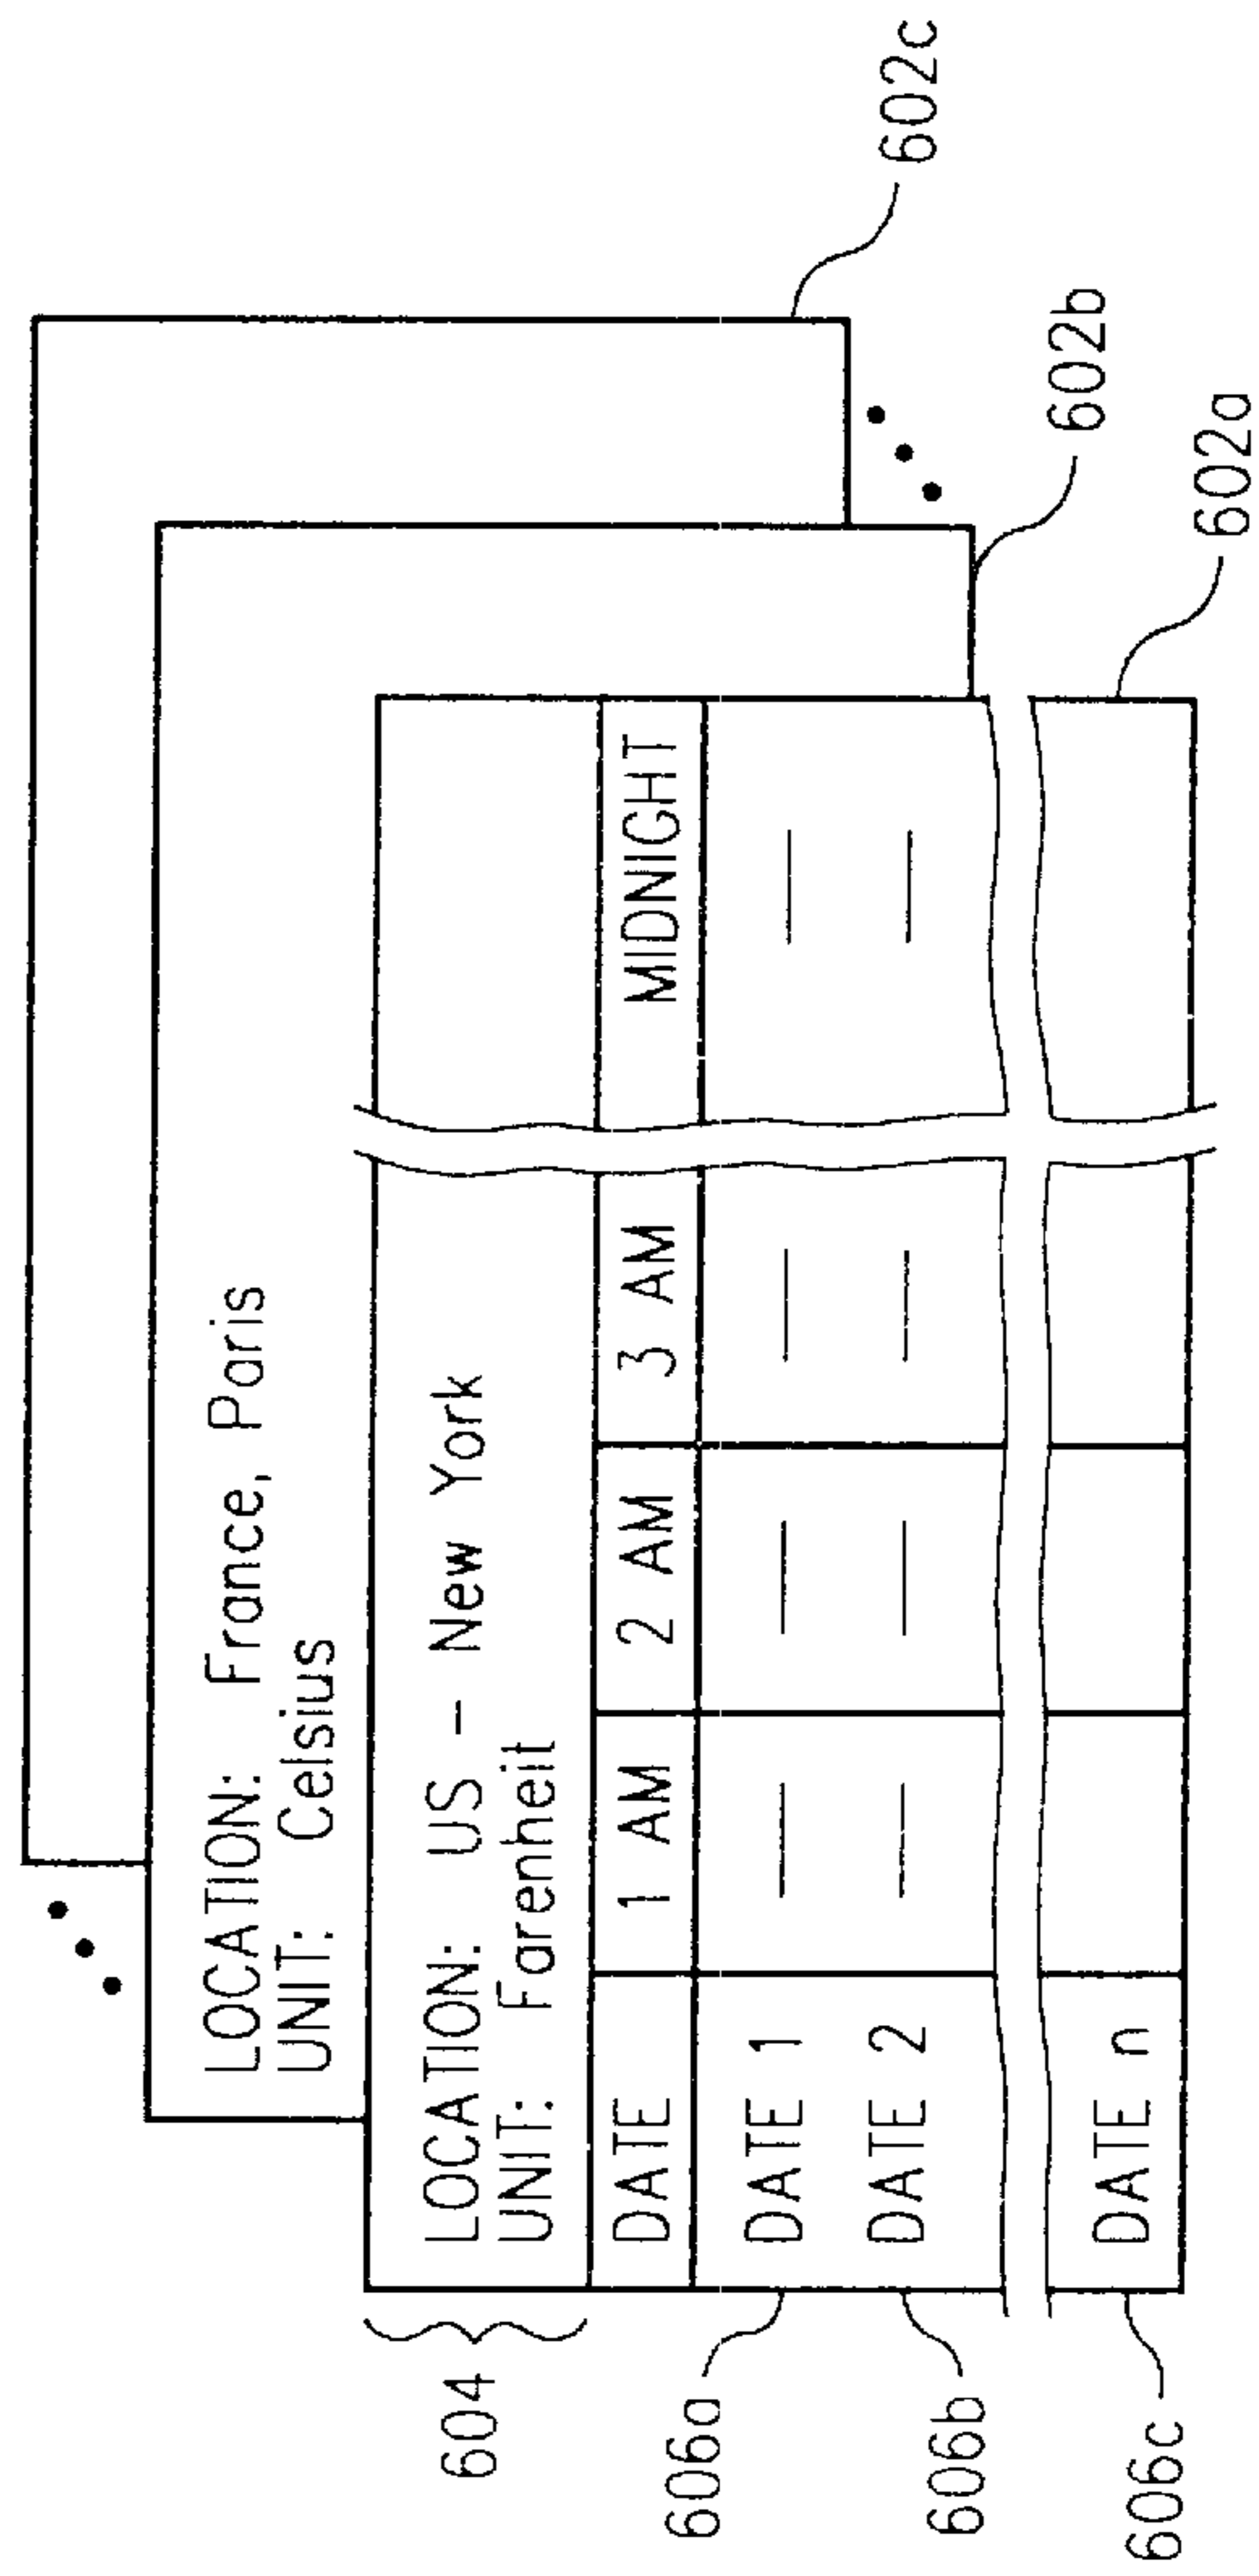 LOCATION: France, Paris
UNIT: Celsius
LOCATION: US - New York
UNIT: Farenheit
DATE 1 AM 2 AM 3 AM MIDNIGHT
DATE 1 — — — —
DATE 2 — — — —
DATE n
604
606a
606b
606c
602c
602b
602a